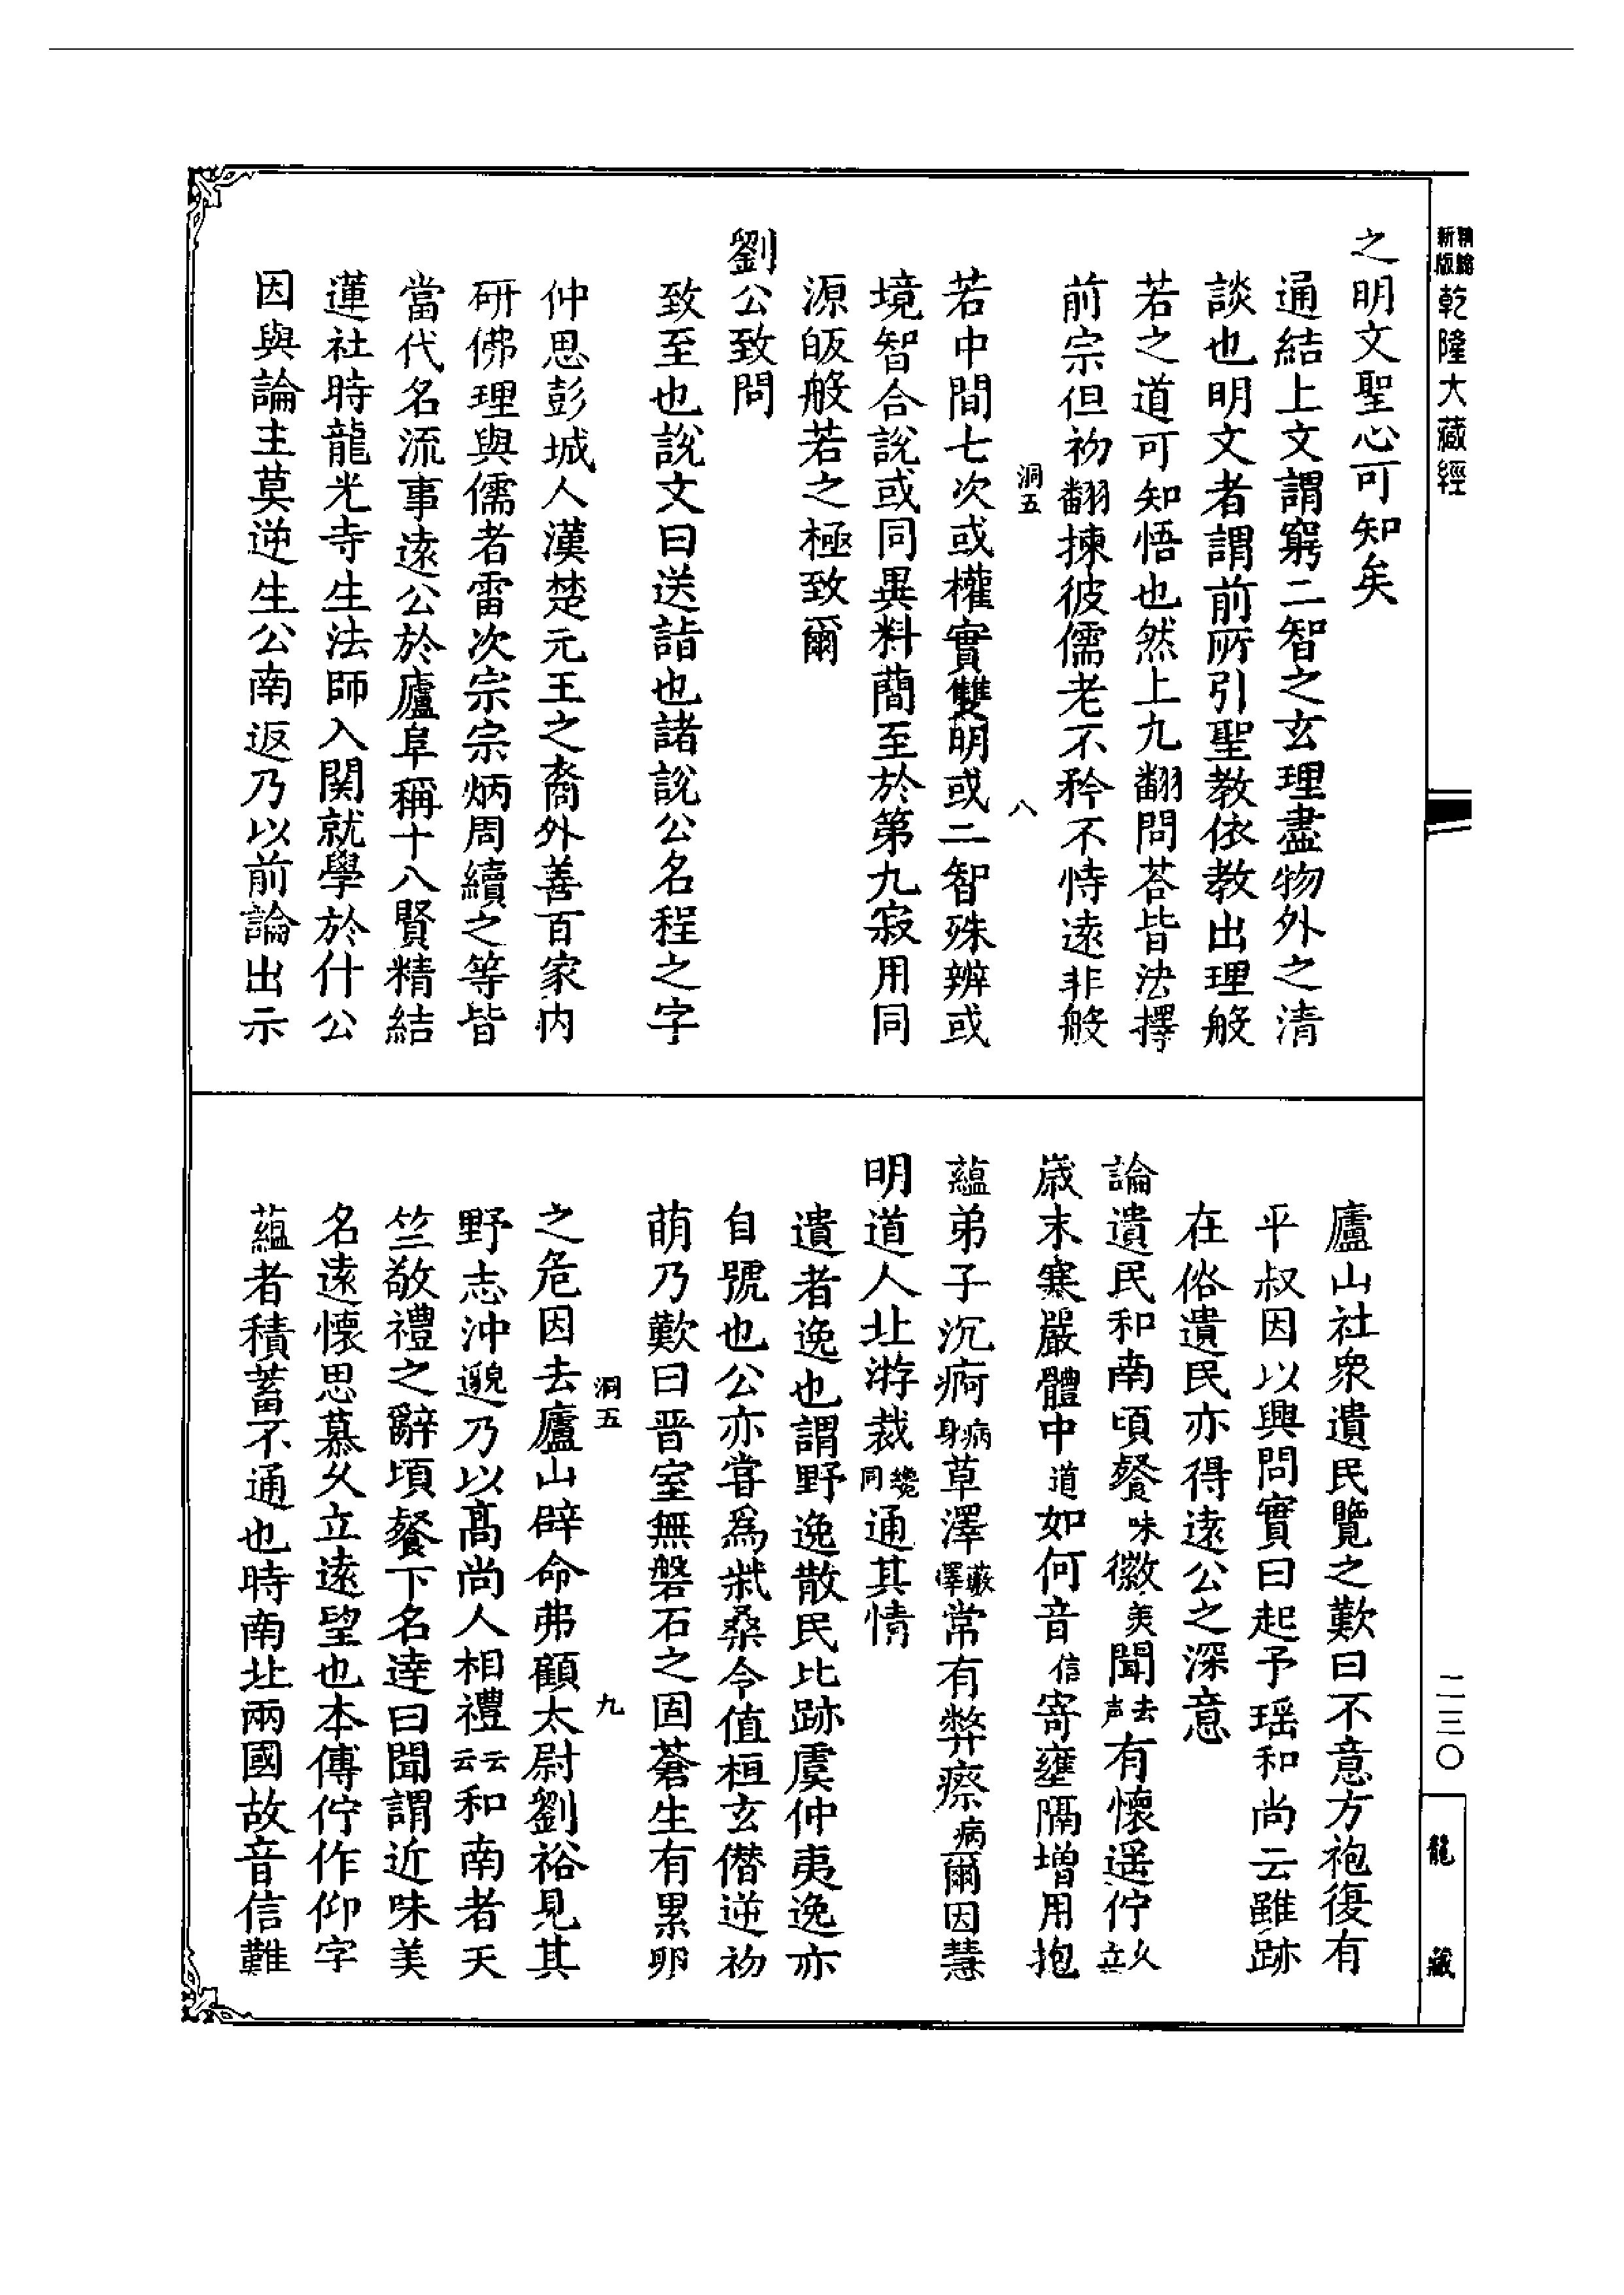 精縮新版 乾隆大藏經
之明文聖心可知矣
通結上文謂窮二智之玄理盡物外之清
談也明文者謂前所引聖教依教出理般
若之道可知悟也然上九翻問荅皆法擇
前宗但初翻揀彼儒老不矜不恃遠非般
洞五 八
若中間七次或權實雙明或二智殊辨或
境智合說或同異料蕳至於第九寂用同
源皈般若之極致爾
劉公致問
致至也說文曰送詣也諸說公名程之字
仲思彭城人漢楚元王之裔外善百家內
研佛理與儒者雷次宗宗炳周續之等皆
當代名流事逺公於廬阜稱十八賢精結
蓮社時龍光寺生法師入関就學於什公
因與論主莫逆生公南返乃以前論出示
廬山社衆遺民覽之歎曰不意方袍復有
平叔因以興問實曰起予瑶和尚云雖跡
在俗遺民亦得逺公之深意
論遺民和南頃餐味徽美聞去声有懷遥佇乆立
嵗末寒嚴體中道如何音信寄壅隔增用抱
蘊弟子沉痾病身草澤藪澤常有弊瘵病爾因慧
明道人北游裁纔同通其情
遺者逸也謂野逸散民比跡虞仲夷逸亦
自號也公亦甞爲柴桑令值桓玄僭逆初
萌乃歎曰晋室無磐石之固蒼生有累卵
洞五 九
之危因去廬山辟命弗顧太尉劉裕見其
野志沖邈乃以髙尚人相禮云云和南者天
竺敬禮之辭頃餐下名達曰聞謂近味美
名逺懷思慕乆立逺望也本傳佇作仰字
蘊者積蓄不通也時南北兩國故音信難
二三〇
龍藏